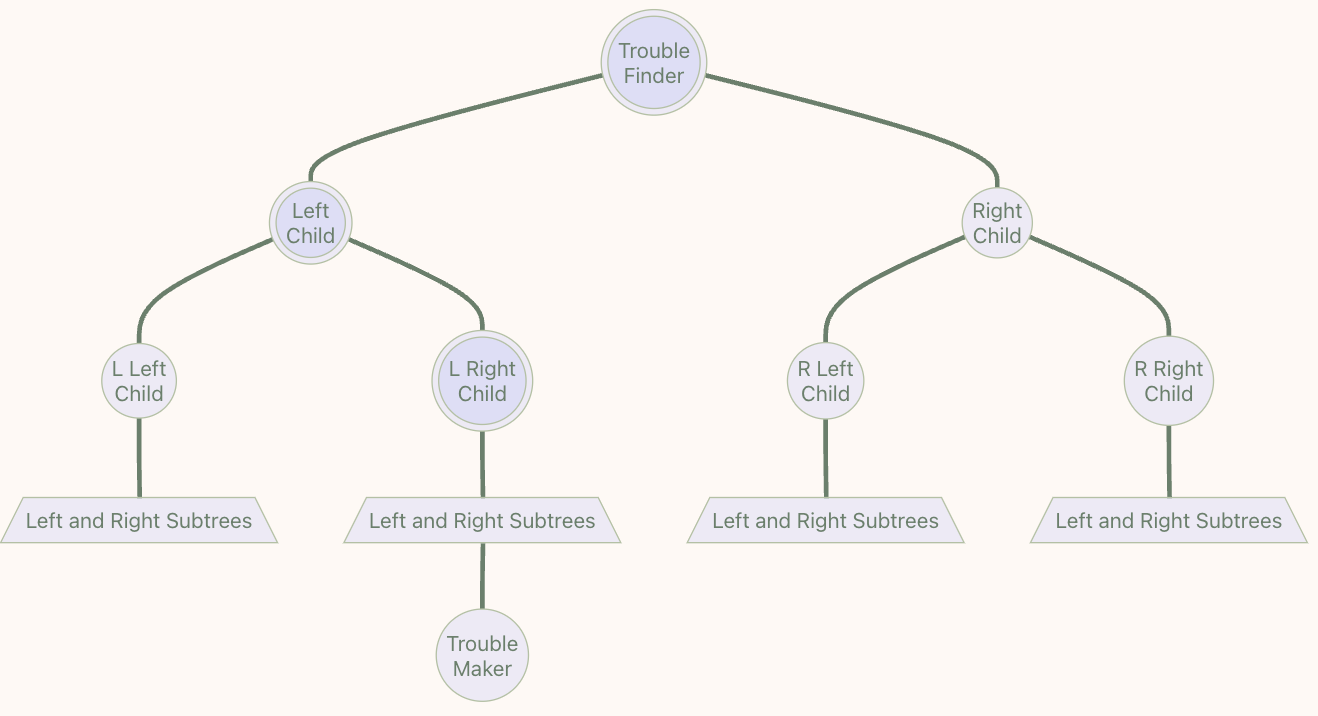 Trouble
Finder
Left
Child
Right
Child
L Left
Child
L Right
Child
R Left
Child
R Right
Child
Left and Right Subtrees
Left and Right Subtrees
Left and Right Subtrees
Left and Right Subtrees
Trouble
Maker